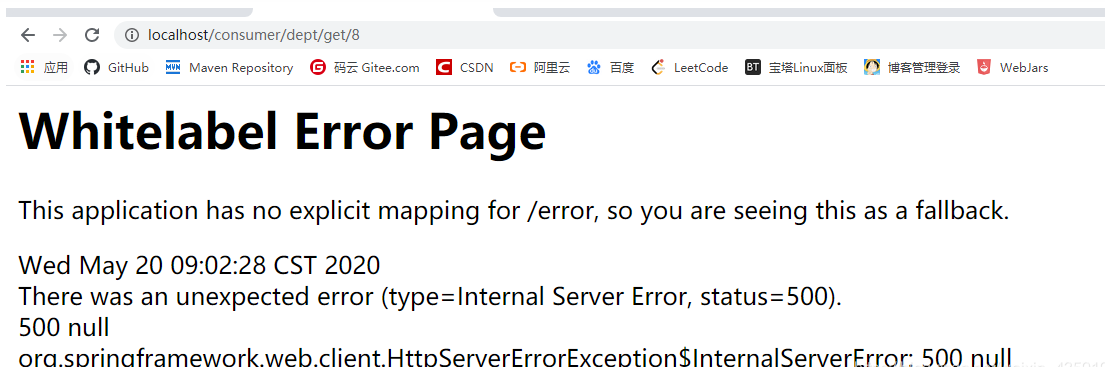 localhost/consumer/dept/get/8
应用 GitHub MVN Maven Repository G 码云 Gitee.com C CSDN 阿里云 百度 LeetCode BT 宝塔Linux面板 博客管理登录 WebJars
Whitelabel Error Page
This application has no explicit mapping for /error, so you are seeing this as a fallback.
Wed May 20 09:02:28 CST 2020
There was an unexpected error (type=Internal Server Error, status=500).
500 null
org.springframework.web.client.HttpServerErrorException$InternalServerError: 500 null